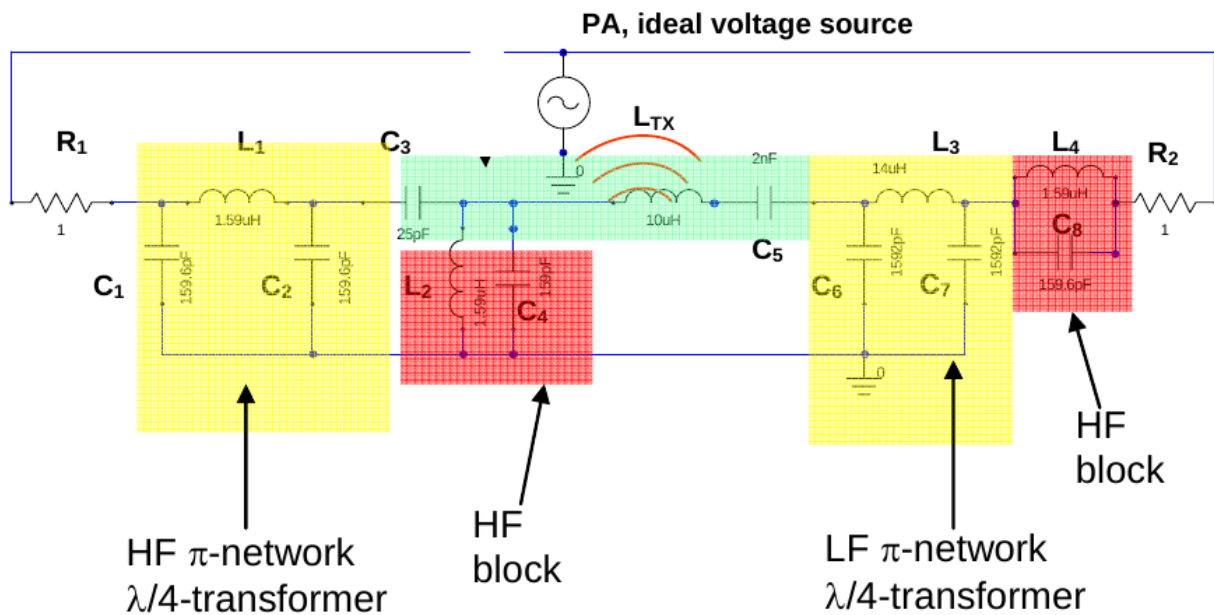 PA, ideal voltage source
R1
L1
C3
LTX
L3
L4
R2
0
2nF
14uH
1.59uH
1
1.59uH
25pF
10uH
C8
1
C1
159.6pF
C2
159.6pF
L2
1.59uH
C4
159pF
C5
C6
1592pF
C7
1592pF
159.6pF
0
HF
block
HF π-network
λ/4-transformer
HF
block
LF π-network
λ/4-transformer